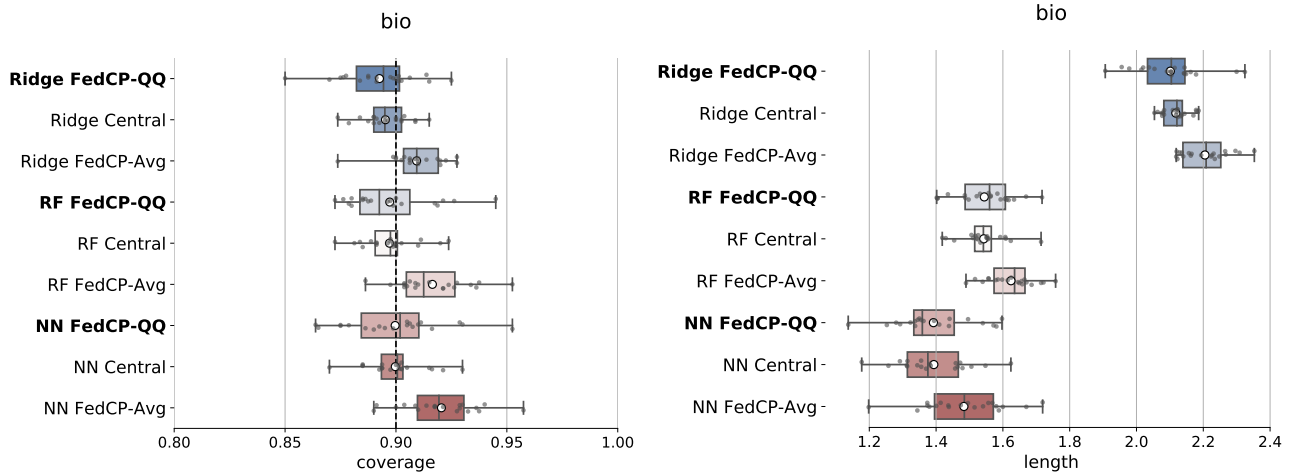 bio
Ridge FedCP-QQ
Ridge Central
Ridge FedCP-Avg
RF FedCP-QQ
RF Central
RF FedCP-Avg
NN FedCP-QQ
NN Central
NN FedCP-Avg
0.80 0.85 0.90 0.95 1.00
coverage
bio
Ridge FedCP-QQ
Ridge Central
Ridge FedCP-Avg
RF FedCP-QQ
RF Central
RF FedCP-Avg
NN FedCP-QQ
NN Central
NN FedCP-Avg
1.2 1.4 1.6 1.8 2.0 2.2 2.4
length